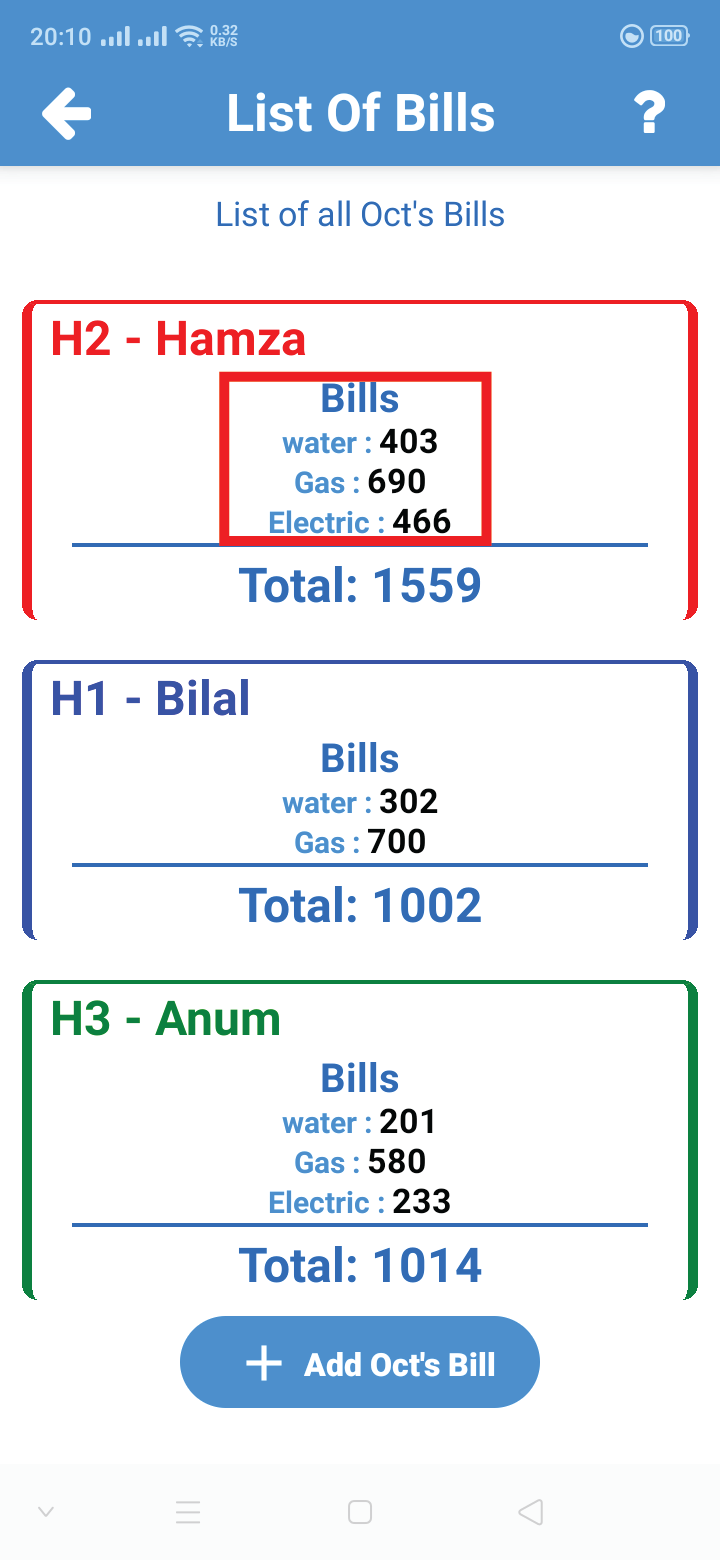 20:10 0.32 KB/S 100
List Of Bills ?
List of all Oct's Bills
H2 - Hamza
Bills
water : 403
Gas : 690
Electric : 466
Total: 1559
H1 - Bilal
Bills
water : 302
Gas : 700
Total: 1002
H3 - Anum
Bills
water : 201
Gas : 580
Electric : 233
Total: 1014
+ Add Oct's Bill